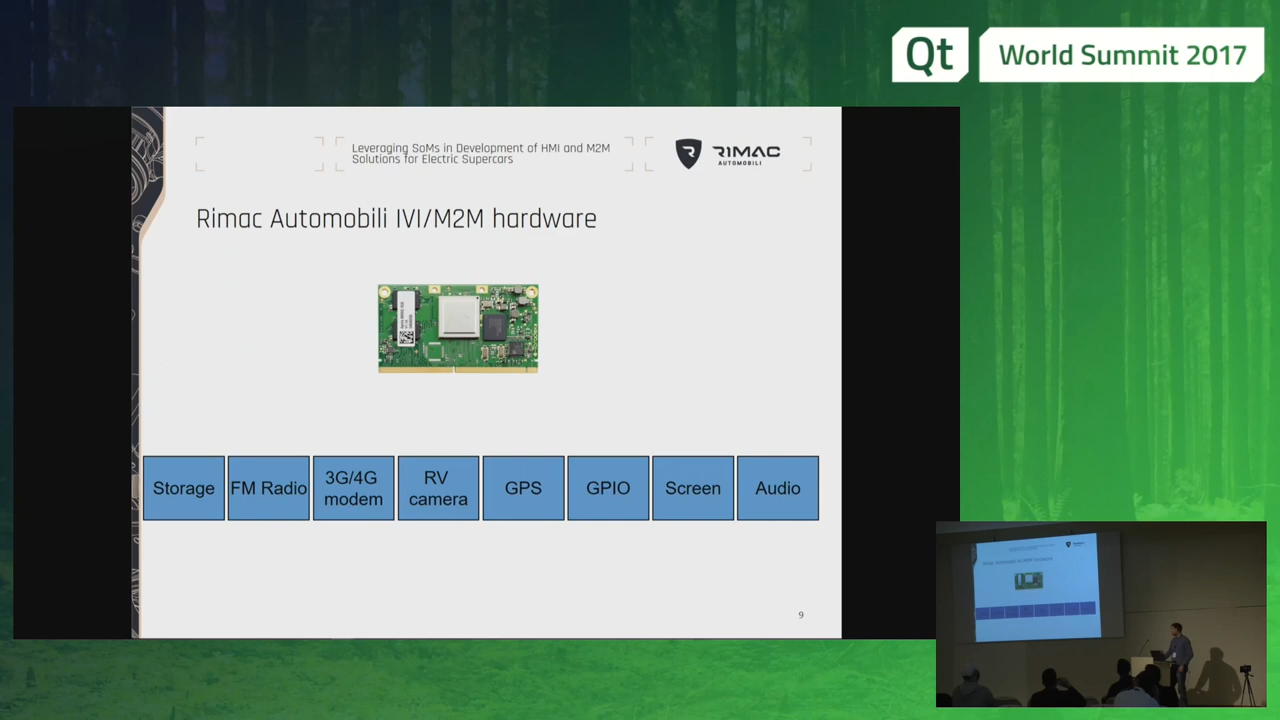 Qt World Summit 2017
Leveraging SoMs in Development of HMI and M2M
Solutions for Electric Supercars
RIMAC
AUTOMOBILI
Rimac Automobili IVI/M2M hardware
Storage
FM Radio
3G/4G
modem
RV
camera
GPS
GPIO
Screen
Audio
9